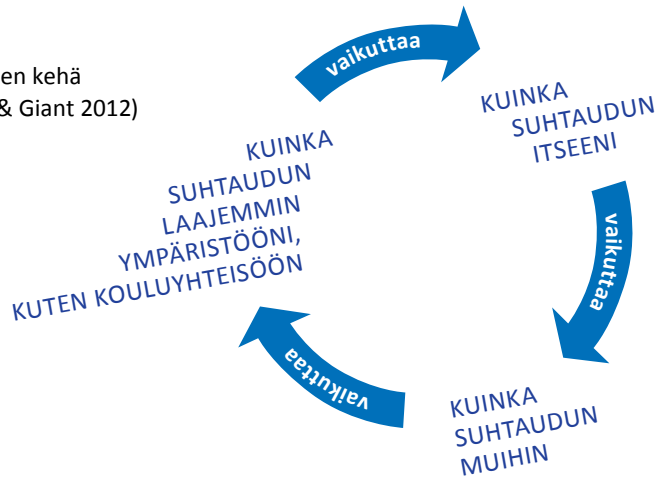 en kehä
& Giant 2012)
vaikuttaa
KUINKA
SUHTAUDUN
ITSEENI
vaikuttaa
KUINKA
SUHTAUDUN
MUIHIN
vaikuttaa
KUINKA
SUHTAUDUN
LAAJEMMIN
YMPÄRISTÖÖNI,
KUTEN KOULUYHTEISÖÖN